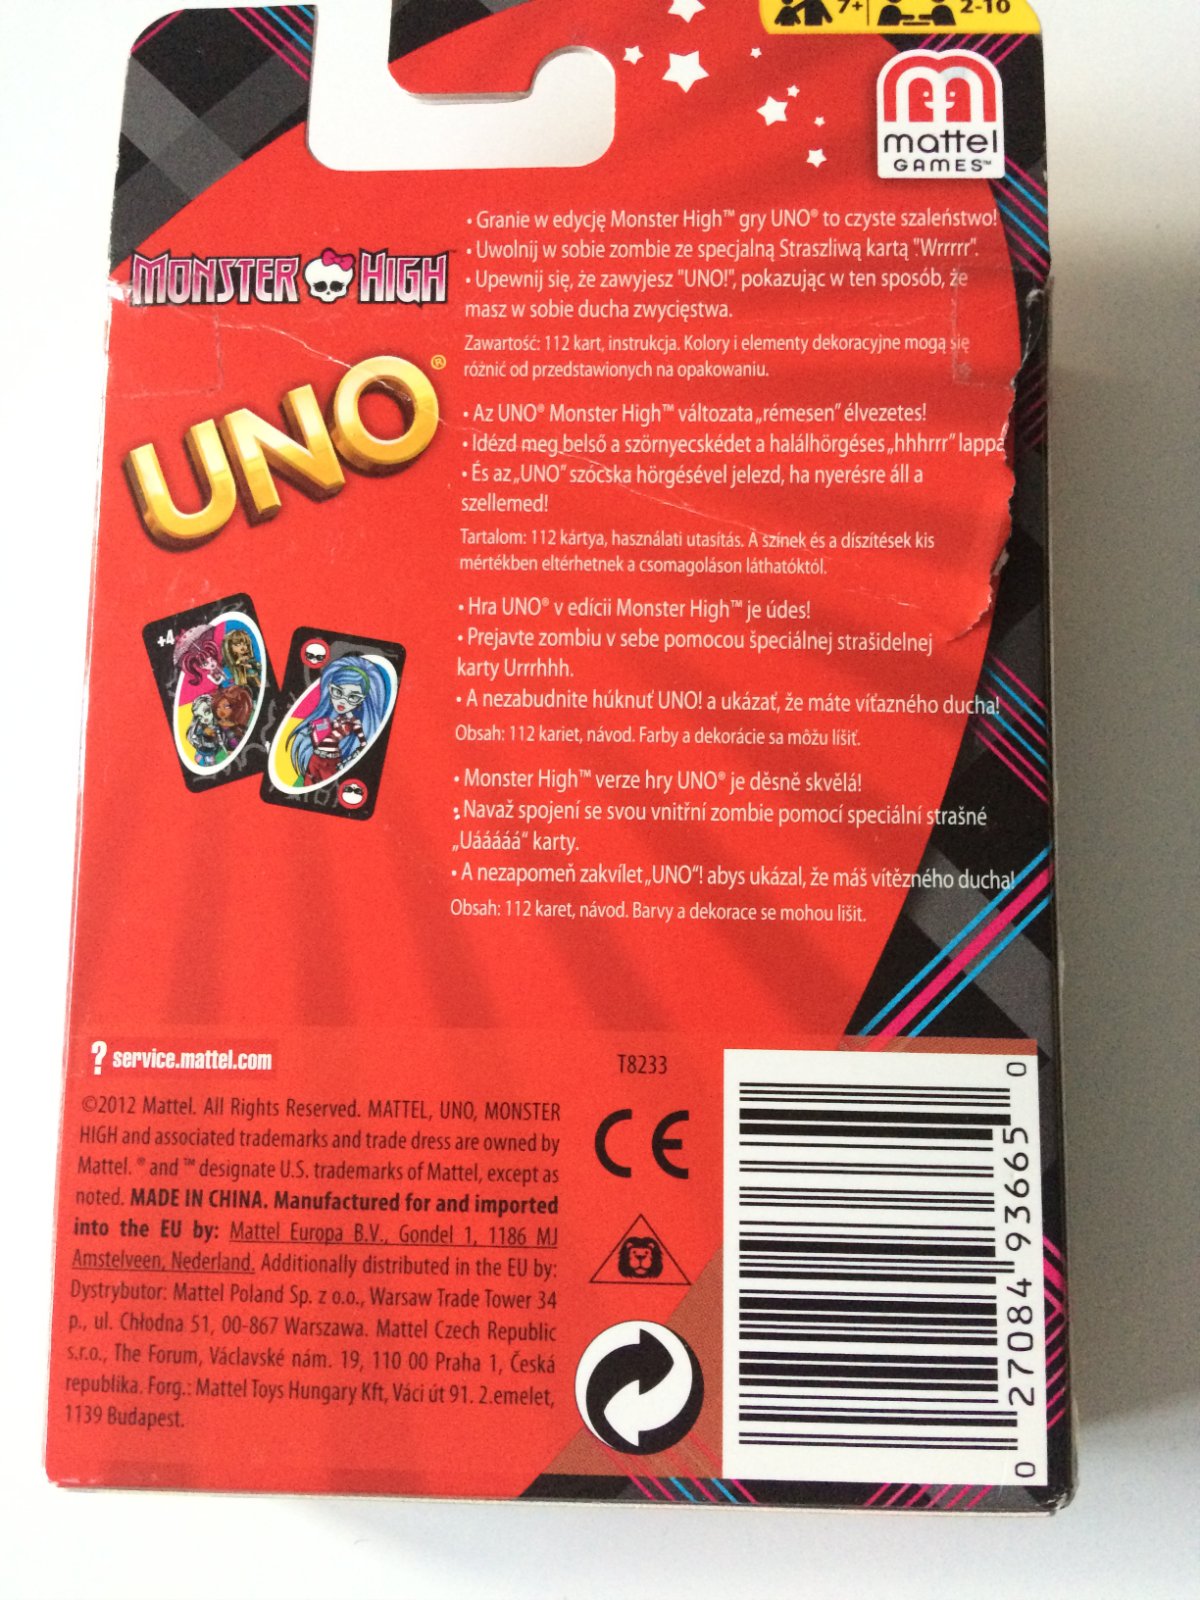 7+ 2-10
mattel
GAMES™
MONSTER HIGH™
UNO®
• Granie w edycję Monster High™ gry UNO® to czyste szaleństwo!
• Uwolnij w sobie zombie ze specjalną Straszliwą kartą "Wrrrrr".
• Upewnij się, że zawyjesz "UNO!", pokazując w ten sposób, że
masz w sobie ducha zwycięstwa.
Zawartość: 112 kart, instrukcja. Kolory i elementy dekoracyjne mogą się
różnić od przedstawionych na opakowaniu.
• Az UNO® Monster High™ változata „rémesen” élvezetes!
• Idézd meg belső a szörnyecskédet a halálhörgéses „hhhrrr” lappa
• És az „UNO” szócska hörgésével jelezd, ha nyerésre áll a
szellemed!
Tartalom: 112 kártya, használati utasítás. A színek és a díszítések kis
mértékben eltérhetnek a csomagoláson láthatóktól.
• Hra UNO® v edícii Monster High™ je údes!
• Prejavte zombiu v sebe pomocou špeciálnej strašidelnej
karty Urrrhhh.
• A nezabudnite húknuť UNO! a ukázať, že máte víťazného ducha!
Obsah: 112 kariet, návod. Farby a dekorácie sa môžu líšiť.
• Monster High™ verze hry UNO® je děsně skvělá!
• Navaž spojení se svou vnitřní zombie pomocí speciální strašné
„Uááááá“ karty.
• A nezapomeň zakvílet „UNO“! abys ukázal, že máš vítězného ducha!
Obsah: 112 karet, návod. Barvy a dekorace se mohou lišit.
+4
? service.mattel.com
©2012 Mattel. All Rights Reserved. MATTEL, UNO, MONSTER
HIGH and associated trademarks and trade dress are owned by
Mattel. ® and ™ designate U.S. trademarks of Mattel, except as
noted. MADE IN CHINA. Manufactured for and imported
into the EU by: Mattel Europa B.V., Gondel 1, 1186 MJ
Amstelveen, Nederland. Additionally distributed in the EU by:
Dystrybutor: Mattel Poland Sp. z o.o., Warsaw Trade Tower 34
p., ul. Chłodna 51, 00-867 Warszawa. Mattel Czech Republic
s.r.o., The Forum, Václavské nám. 19, 110 00 Praha 1, Česká
republika. Forg.: Mattel Toys Hungary Kft, Váci út 91. 2.emelet,
1139 Budapest.
T8233
CE
0 27084 93665 0